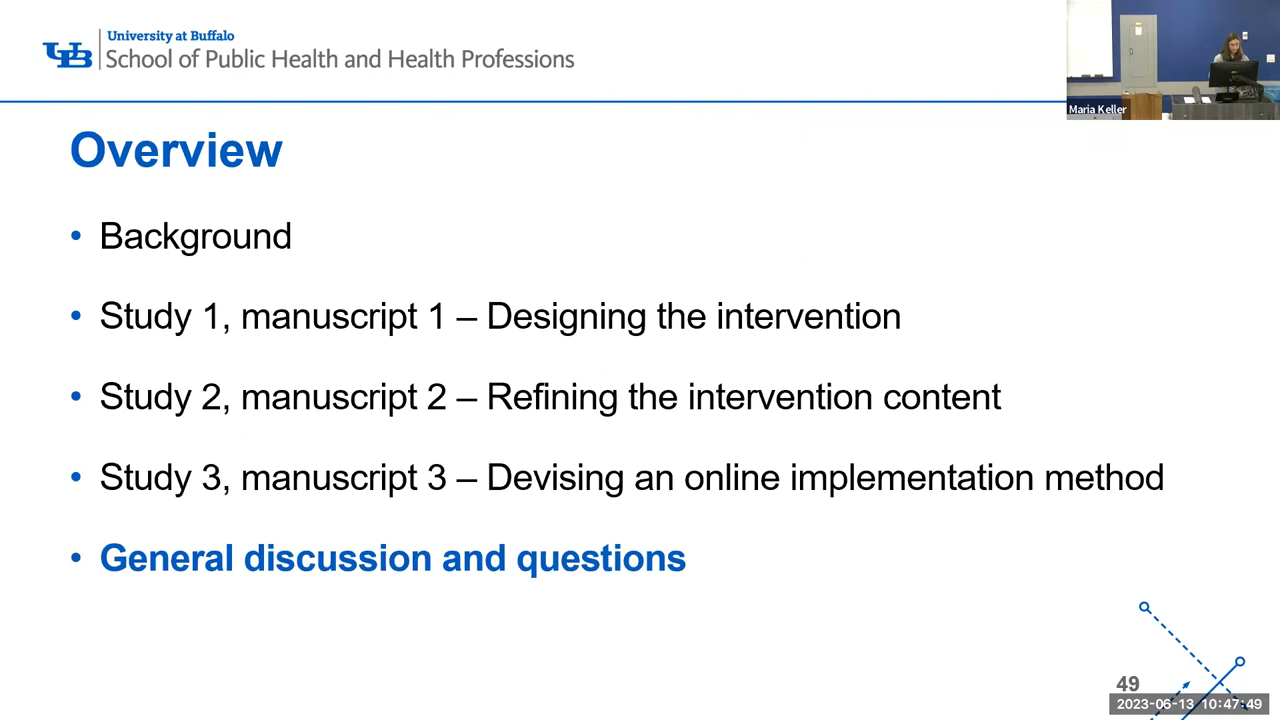 University at Buffalo
School of Public Health and Health Professions
UB
Maria Keller
Overview
• Background
• Study 1, manuscript 1 – Designing the intervention
• Study 2, manuscript 2 – Refining the intervention content
• Study 3, manuscript 3 – Devising an online implementation method
• General discussion and questions
49
2023-06-13 10:47:49